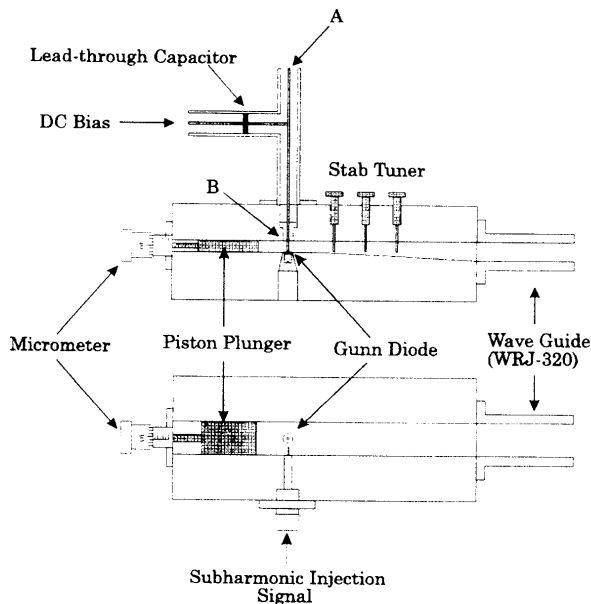 A
Lead-through Capacitor
DC Bias
Stab Tuner
B
Micrometer
Piston Plunger
Gunn Diode
Wave Guide
(WRJ-320)
Subharmonic Injection
Signal